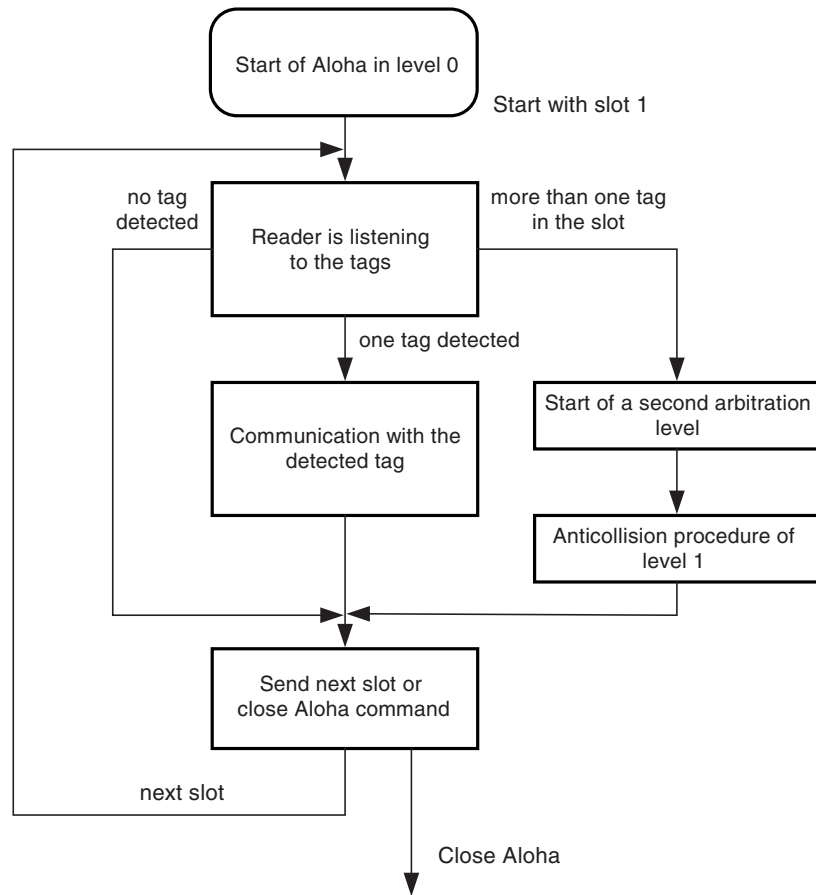 Start of Aloha in level 0
Start with slot 1
no tag
detected
more than one tag
in the slot
Reader is listening
to the tags
one tag detected
Communication with the
detected tag
Start of a second arbitration
level
Anticollision procedure of
level 1
Send next slot or
close Aloha command
next slot
Close Aloha